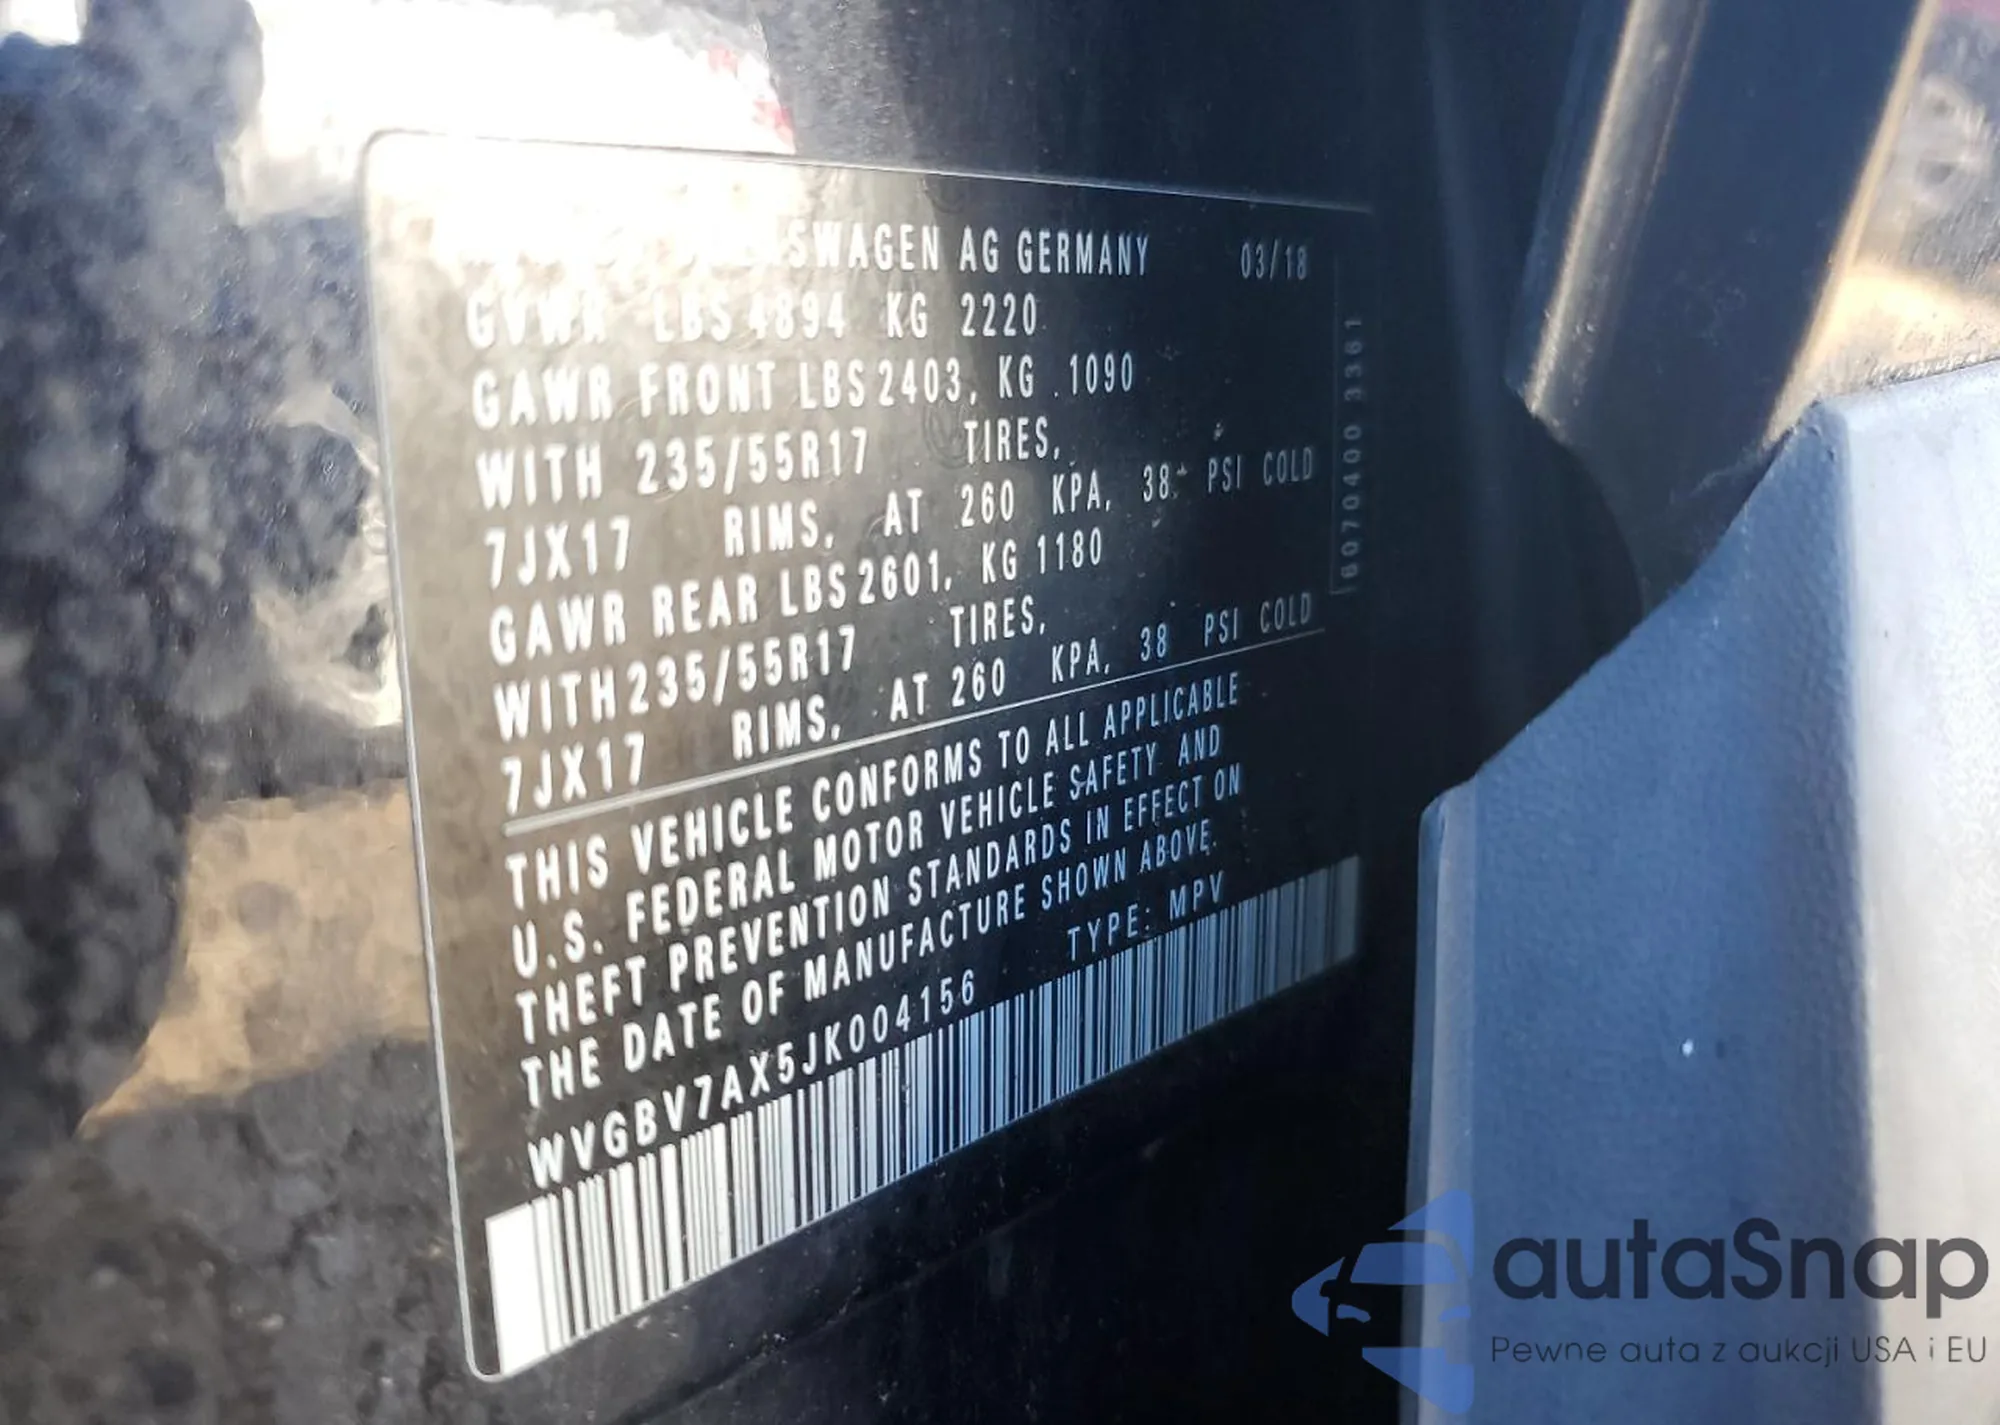 VOLKSWAGEN AG GERMANY 03/18
GVWR LBS 4894 KG 2220
GAWR FRONT LBS 2403, KG 1090
WITH 235/55R17 TIRES,
7JX17 RIMS, AT 260 KPA, 38 PSI COLD
GAWR REAR LBS 2601, KG 1180
WITH 235/55R17 TIRES,
7JX17 RIMS, AT 260 KPA, 38 PSI COLD
THIS VEHICLE CONFORMS TO ALL APPLICABLE
U.S. FEDERAL MOTOR VEHICLE SAFETY AND
THEFT PREVENTION STANDARDS IN EFFECT ON
THE DATE OF MANUFACTURE SHOWN ABOVE.
TYPE: MPV
WVGBV7AX5JK004156
autaSnap
Pewne auta z aukcji USA i EU